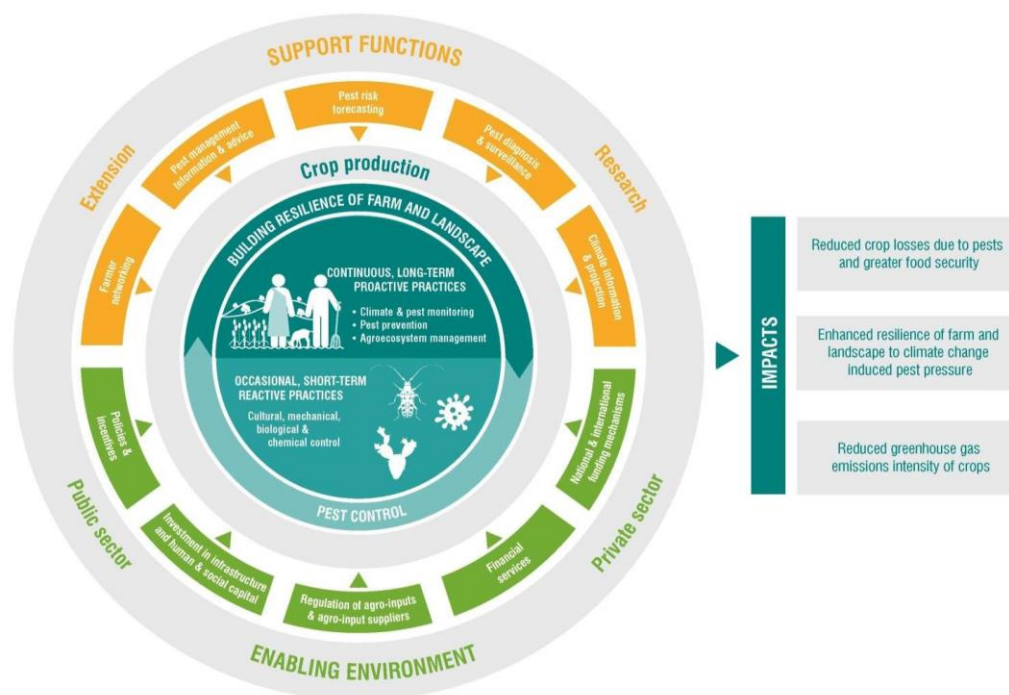 SUPPORT FUNCTIONS
Extension
Research
Farmer
networking
Pest management
Information & advice
Pest risk
forecasting
Pest diagnosis
& surveillance
Climate information
& projection
Crop production
BUILDING RESILIENCE OF FARM AND LANDSCAPE
CONTINUOUS, LONG-TERM
PROACTIVE PRACTICES
• Climate & pest monitoring
• Pest prevention
• Agroecosystem management
OCCASIONAL, SHORT-TERM
REACTIVE PRACTICES
Cultural, mechanical,
biological &
chemical control
PEST CONTROL
Policies &
incentives
Investment in infrastructure
and human & social capital
Regulation of agro-inputs
& agro-input suppliers
Financial
services
National & international
funding mechanisms
Public sector
Private sector
ENABLING ENVIRONMENT
IMPACTS
Reduced crop losses due to pests
and greater food security
Enhanced resilience of farm and
landscape to climate change
induced pest pressure
Reduced greenhouse gas
emissions intensity of crops